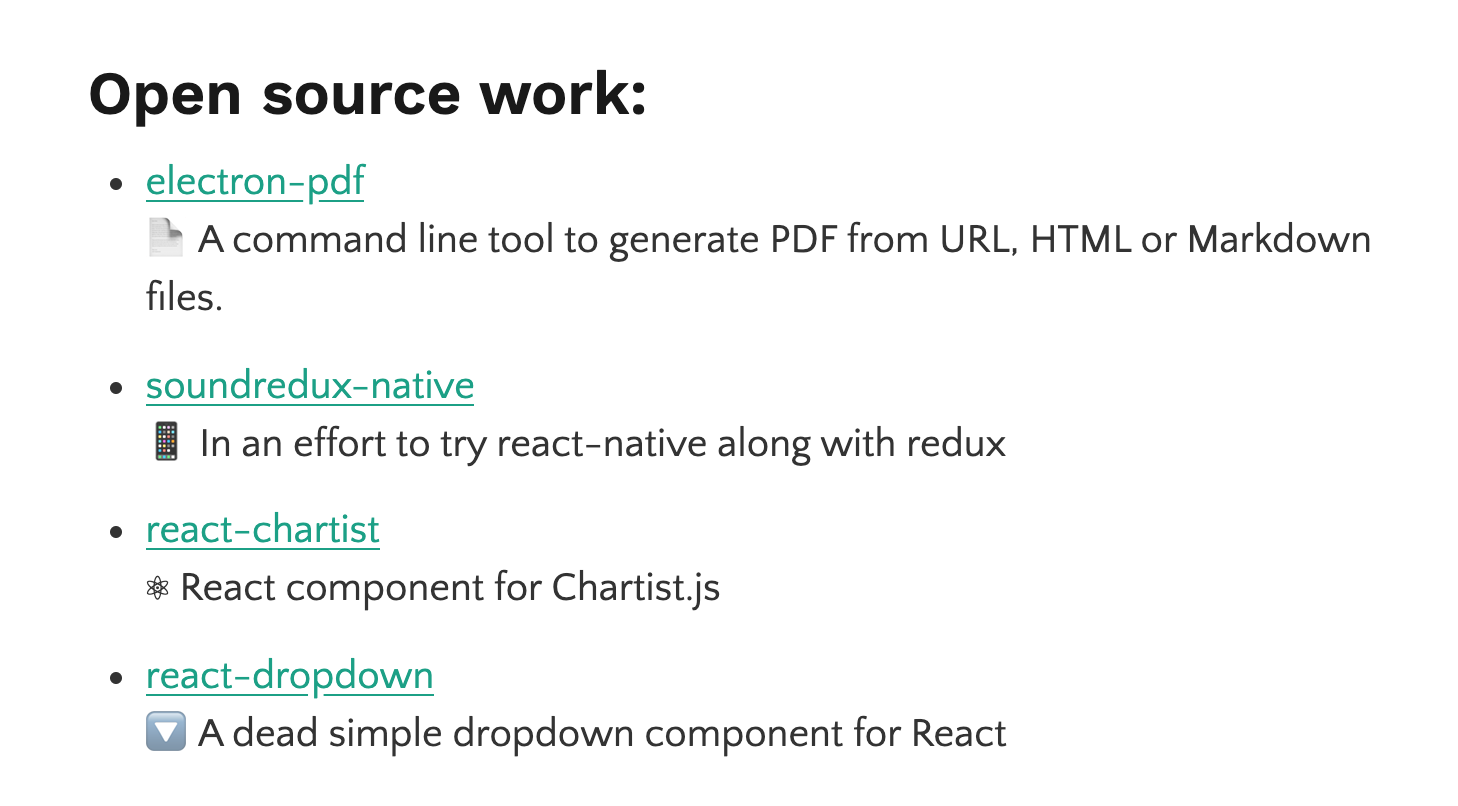 Open source work:
electron-pdf
📄 A command line tool to generate PDF from URL, HTML or Markdown
files.
soundredux-native
📱 In an effort to try react-native along with redux
react-chartist
⚛ React component for Chartist.js
react-dropdown
🔽 A dead simple dropdown component for React